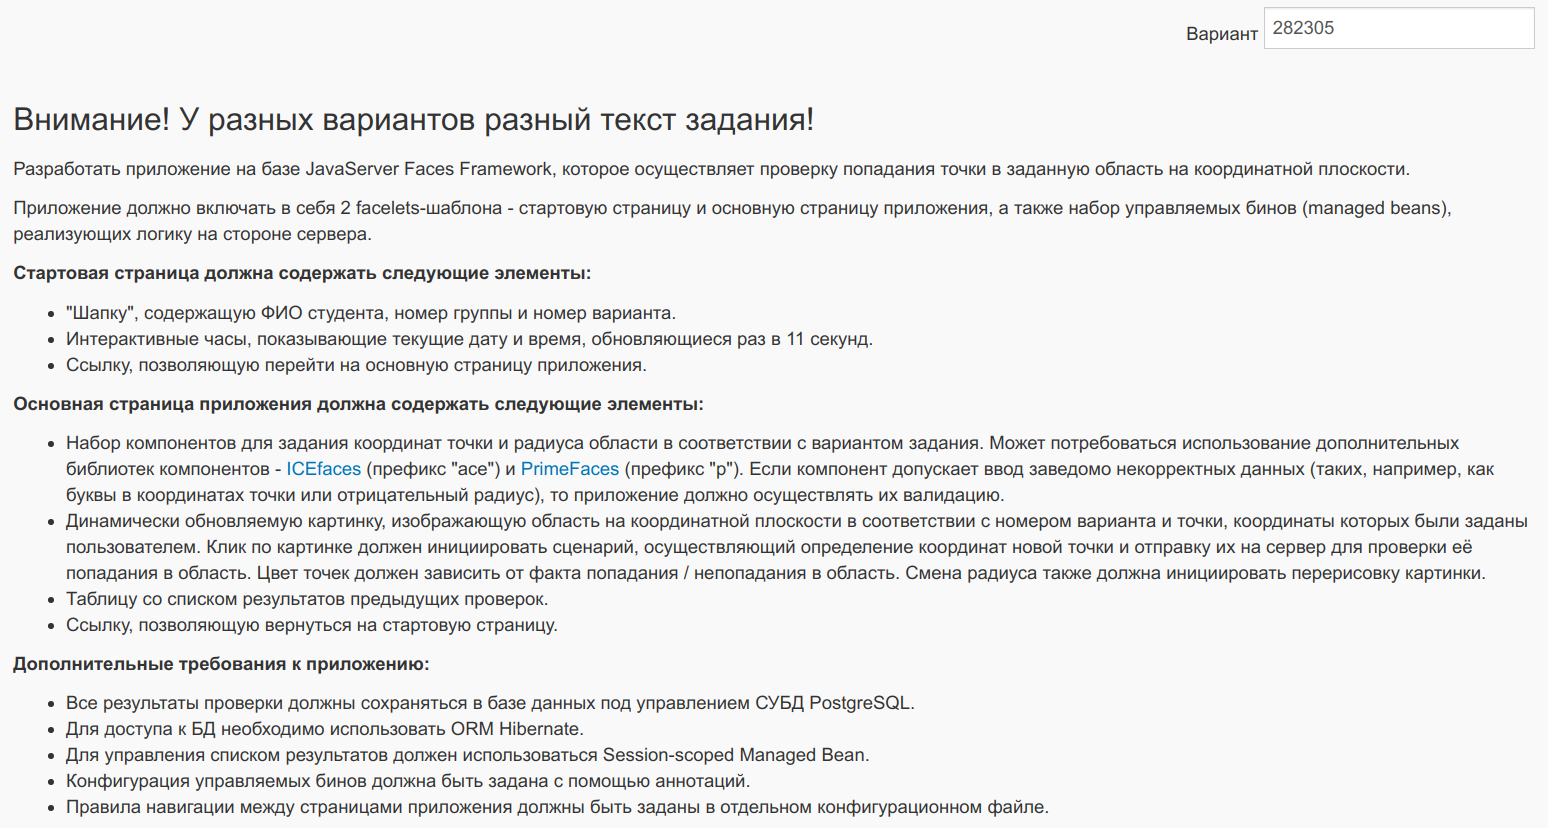 Вариант 282305
Внимание! У разных вариантов разный текст задания!
Разработать приложение на базе JavaServer Faces Framework, которое осуществляет проверку попадания точки в заданную область на координатной плоскости.
Приложение должно включать в себя 2 facelets-шаблона - стартовую страницу и основную страницу приложения, а также набор управляемых бинов (managed beans),
реализующих логику на стороне сервера.
Стартовая страница должна содержать следующие элементы:
"Шапку", содержащую ФИО студента, номер группы и номер варианта.
Интерактивные часы, показывающие текущие дату и время, обновляющиеся раз в 11 секунд.
Ссылку, позволяющую перейти на основную страницу приложения.
Основная страница приложения должна содержать следующие элементы:
Набор компонентов для задания координат точки и радиуса области в соответствии с вариантом задания. Может потребоваться использование дополнительных
библиотек компонентов - ICEfaces (префикс "ace") и PrimeFaces (префикс "p"). Если компонент допускает ввод заведомо некорректных данных (таких, например, как
буквы в координатах точки или отрицательный радиус), то приложение должно осуществлять их валидацию.
Динамически обновляемую картинку, изображающую область на координатной плоскости в соответствии с номером варианта и точки, координаты которых были заданы
пользователем. Клик по картинке должен инициировать сценарий, осуществляющий определение координат новой точки и отправку их на сервер для проверки её
попадания в область. Цвет точек должен зависить от факта попадания / непопадания в область. Смена радиуса также должна инициировать перерисовку картинки.
Таблицу со списком результатов предыдущих проверок.
Ссылку, позволяющую вернуться на стартовую страницу.
Дополнительные требования к приложению:
Все результаты проверки должны сохраняться в базе данных под управлением СУБД PostgreSQL.
Для доступа к БД необходимо использовать ORM Hibernate.
Для управления списком результатов должен использоваться Session-scoped Managed Bean.
Конфигурация управляемых бинов должна быть задана с помощью аннотаций.
Правила навигации между страницами приложения должны быть заданы в отдельном конфигурационном файле.